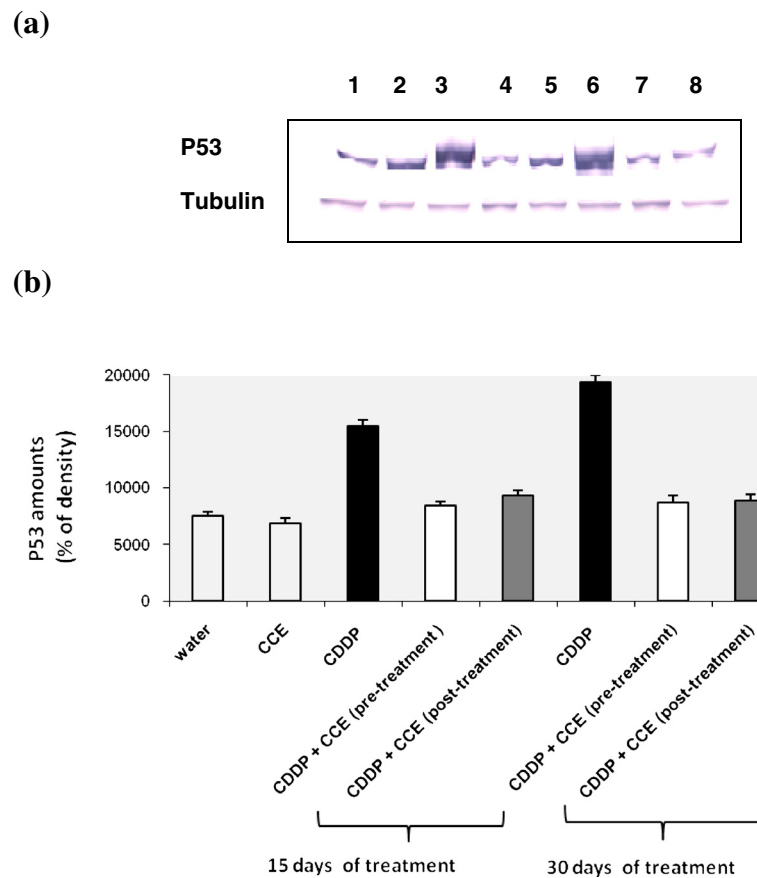 (a)
1 2 3 4 5 6 7 8
P53
Tubulin
(b)
P53 amounts
(% of density)
20000
15000
10000
5000
0
water
CCE
CDDP
CDDP + CCE (pre-treatment )
CDDP + CCE (post-treatment)
CDDP
CDDP + CCE (pre-treatment)
CDDP + CCE (post-treatment)
15 days of treatment
30 days of treatment